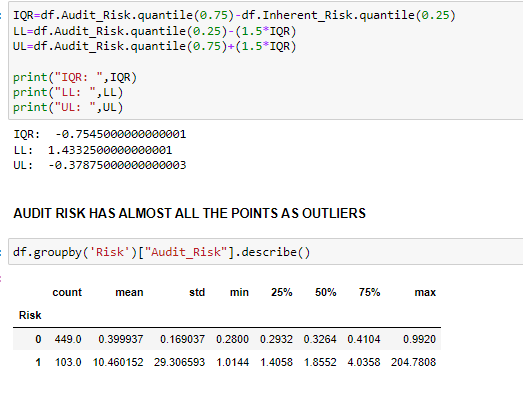 IQR=df.Audit_Risk.quantile(0.75)-df.Inherent_Risk.quantile(0.25)
LL=df.Audit_Risk.quantile(0.25)-(1.5*IQR)
UL=df.Audit_Risk.quantile(0.75)+(1.5*IQR)
print("IQR: ",IQR)
print("LL: ",LL)
print("UL: ",UL)
IQR:  -0.7545000000000001
LL:  1.4332500000000001
UL:  -0.37875000000000003
AUDIT RISK HAS ALMOST ALL THE POINTS AS OUTLIERS
df.groupby('Risk')["Audit_Risk"].describe()
count mean std min 25% 50% 75% max
Risk
0 449.0 0.399937 0.169037 0.2800 0.2932 0.3264 0.4104 0.9920
1 103.0 10.460152 29.306593 1.0144 1.4058 1.8552 4.0358 204.7808